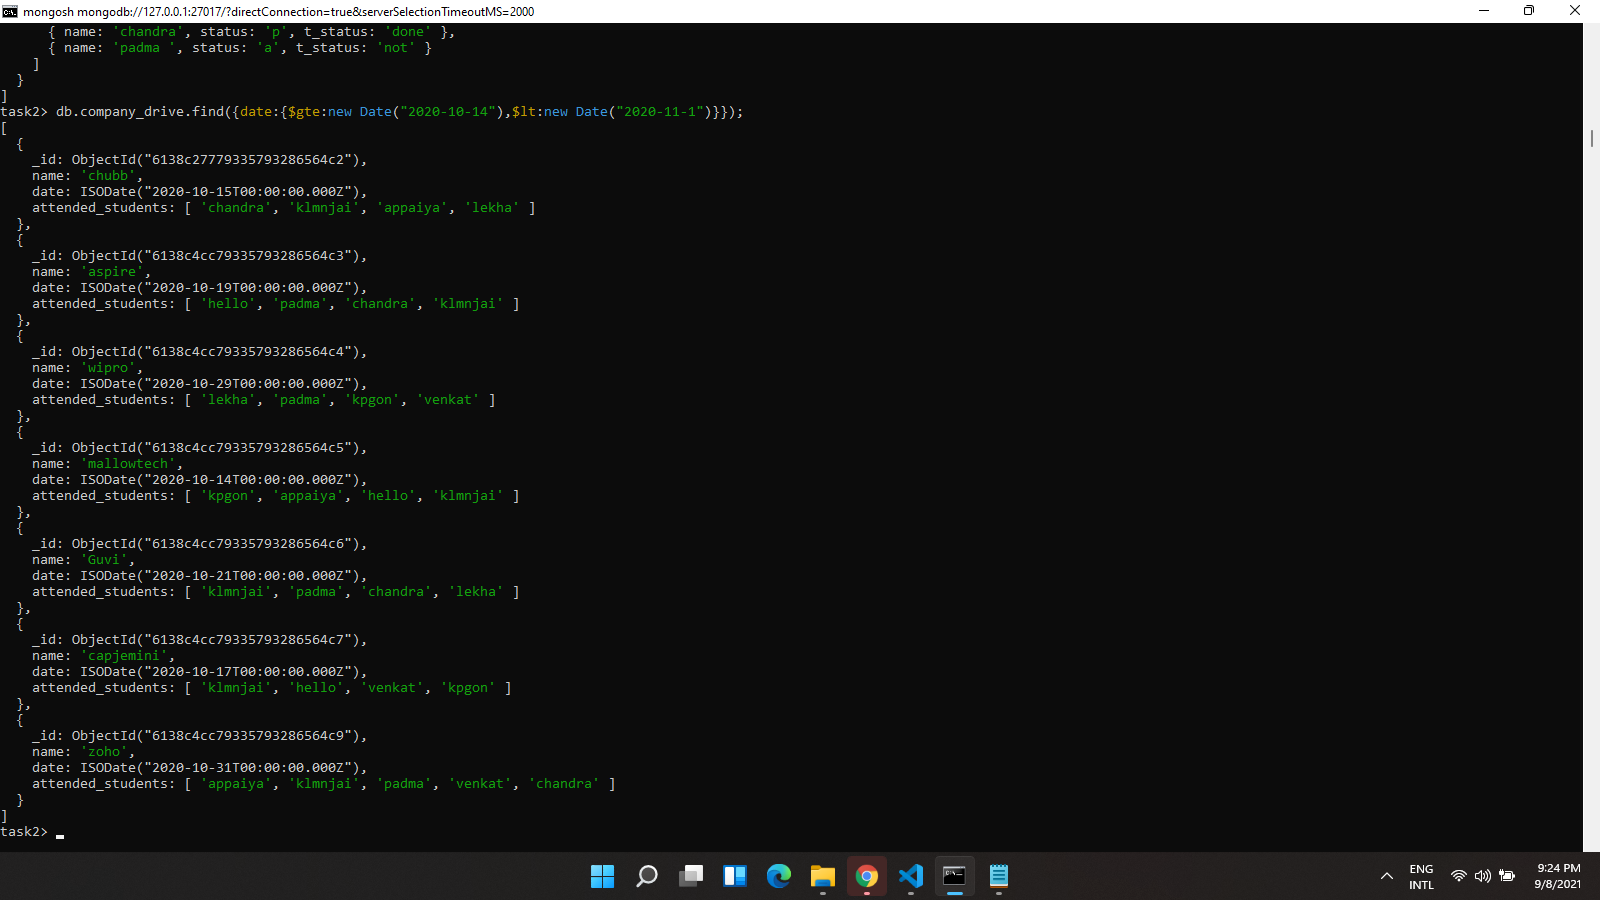 mongosh mongodb://127.0.0.1:27017/?directConnection=true&serverSelectionTimeoutMS=2000
      { name: 'chandra', status: 'p', t_status: 'done' },
      { name: 'padma ', status: 'a', t_status: 'not' }
    ]
  }
]
task2> db.company_drive.find({date:{$gte:new Date("2020-10-14"),$lt:new Date("2020-11-1")}});
[
  {
    _id: ObjectId("6138c27779335793286564c2"),
    name: 'chubb',
    date: ISODate("2020-10-15T00:00:00.000Z"),
    attended_students: [ 'chandra', 'klmnjai', 'appaiya', 'lekha' ]
  },
  {
    _id: ObjectId("6138c4cc79335793286564c3"),
    name: 'aspire',
    date: ISODate("2020-10-19T00:00:00.000Z"),
    attended_students: [ 'hello', 'padma', 'chandra', 'klmnjai' ]
  },
  {
    _id: ObjectId("6138c4cc79335793286564c4"),
    name: 'wipro',
    date: ISODate("2020-10-29T00:00:00.000Z"),
    attended_students: [ 'lekha', 'padma', 'kpgon', 'venkat' ]
  },
  {
    _id: ObjectId("6138c4cc79335793286564c5"),
    name: 'mallowtech',
    date: ISODate("2020-10-14T00:00:00.000Z"),
    attended_students: [ 'kpgon', 'appaiya', 'hello', 'klmnjai' ]
  },
  {
    _id: ObjectId("6138c4cc79335793286564c6"),
    name: 'Guvi',
    date: ISODate("2020-10-21T00:00:00.000Z"),
    attended_students: [ 'klmnjai', 'padma', 'chandra', 'lekha' ]
  },
  {
    _id: ObjectId("6138c4cc79335793286564c7"),
    name: 'capjemini',
    date: ISODate("2020-10-17T00:00:00.000Z"),
    attended_students: [ 'klmnjai', 'hello', 'venkat', 'kpgon' ]
  },
  {
    _id: ObjectId("6138c4cc79335793286564c9"),
    name: 'zoho',
    date: ISODate("2020-10-31T00:00:00.000Z"),
    attended_students: [ 'appaiya', 'klmnjai', 'padma', 'venkat', 'chandra' ]
  }
]
task2>
ENG
INTL
9:24 PM
9/8/2021